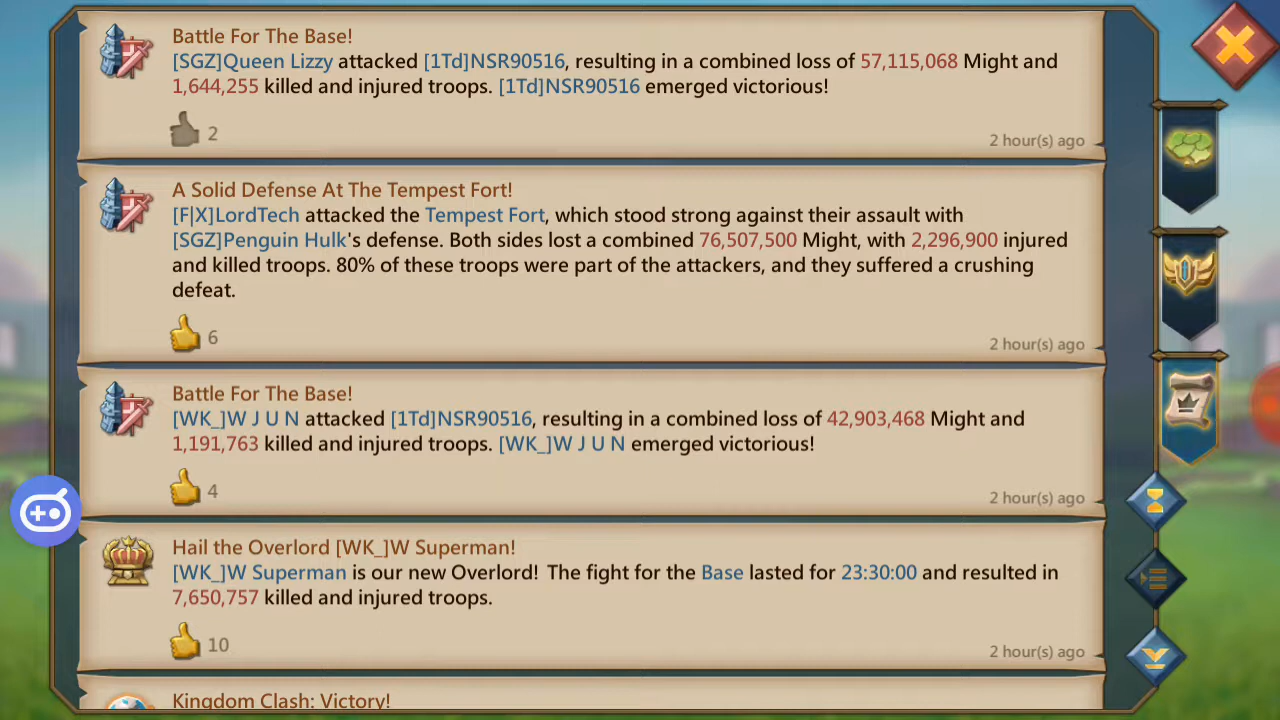 Battle For The Base!
[SGZ]Queen Lizzy attacked [1Td]NSR90516, resulting in a combined loss of 57,115,068 Might and
1,644,255 killed and injured troops. [1Td]NSR90516 emerged victorious!
2
2 hour(s) ago
A Solid Defense At The Tempest Fort!
[F|X]LordTech attacked the Tempest Fort, which stood strong against their assault with
[SGZ]Penguin Hulk's defense. Both sides lost a combined 76,507,500 Might, with 2,296,900 injured
and killed troops. 80% of these troops were part of the attackers, and they suffered a crushing
defeat.
6
2 hour(s) ago
Battle For The Base!
[WK_]W J U N attacked [1Td]NSR90516, resulting in a combined loss of 42,903,468 Might and
1,191,763 killed and injured troops. [WK_]W J U N emerged victorious!
4
2 hour(s) ago
Hail the Overlord [WK_]W Superman!
[WK_]W Superman is our new Overlord! The fight for the Base lasted for 23:30:00 and resulted in
7,650,757 killed and injured troops.
10
2 hour(s) ago
Kingdom Clash: Victory!